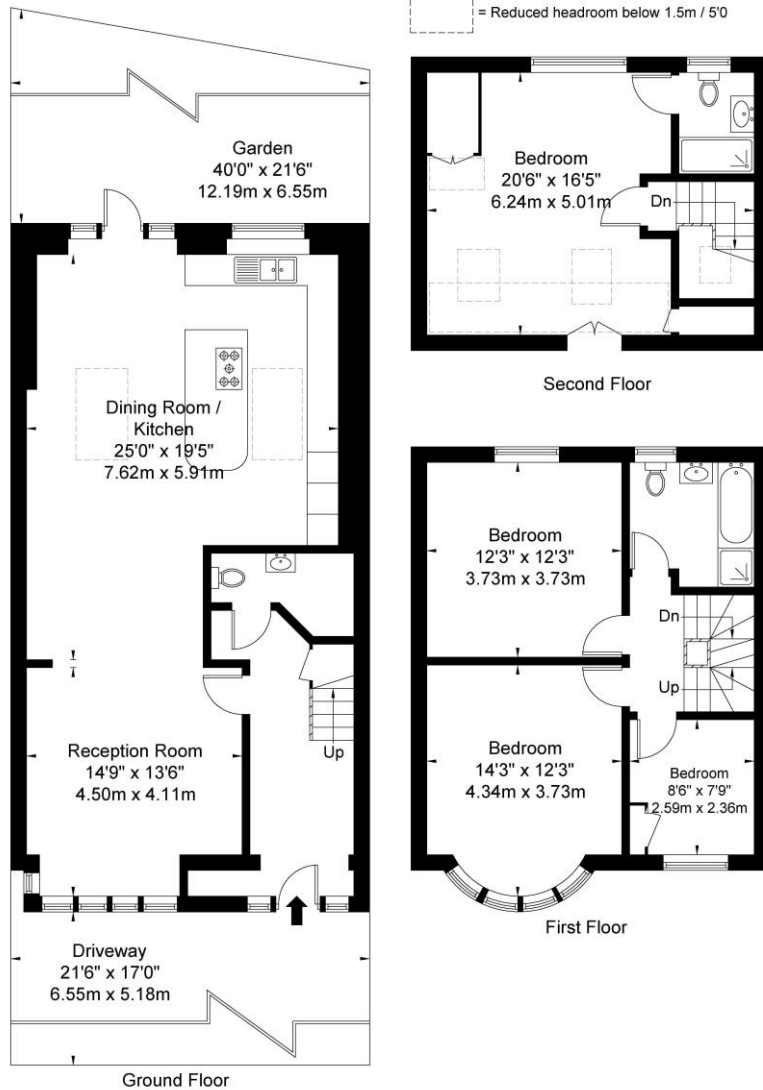 = Reduced headroom below 1.5m / 5'0
Garden
40'0" x 21'6"
12.19m x 6.55m
Dining Room /
Kitchen
25'0" x 19'5"
7.62m x 5.91m
Reception Room
14'9" x 13'6"
4.50m x 4.11m
Up
Driveway
21'6" x 17'0"
6.55m x 5.18m
Ground Floor
Bedroom
20'6" x 16'5"
6.24m x 5.01m
Dn
Second Floor
Bedroom
12'3" x 12'3"
3.73m x 3.73m
Dn
Up
Bedroom
14'3" x 12'3"
4.34m x 3.73m
Bedroom
8'6" x 7'9"
2.59m x 2.36m
First Floor